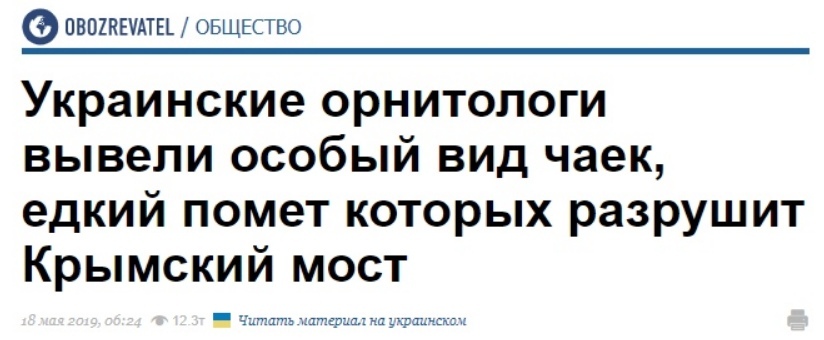 OBOZREVATEL / ОБЩЕСТВО
Украинские орнитологи
вывели особый вид чаек,
едкий помет которых разрушит
Крымский мост
18 мая 2019, 06:24 12.3т Читать материал на украинском